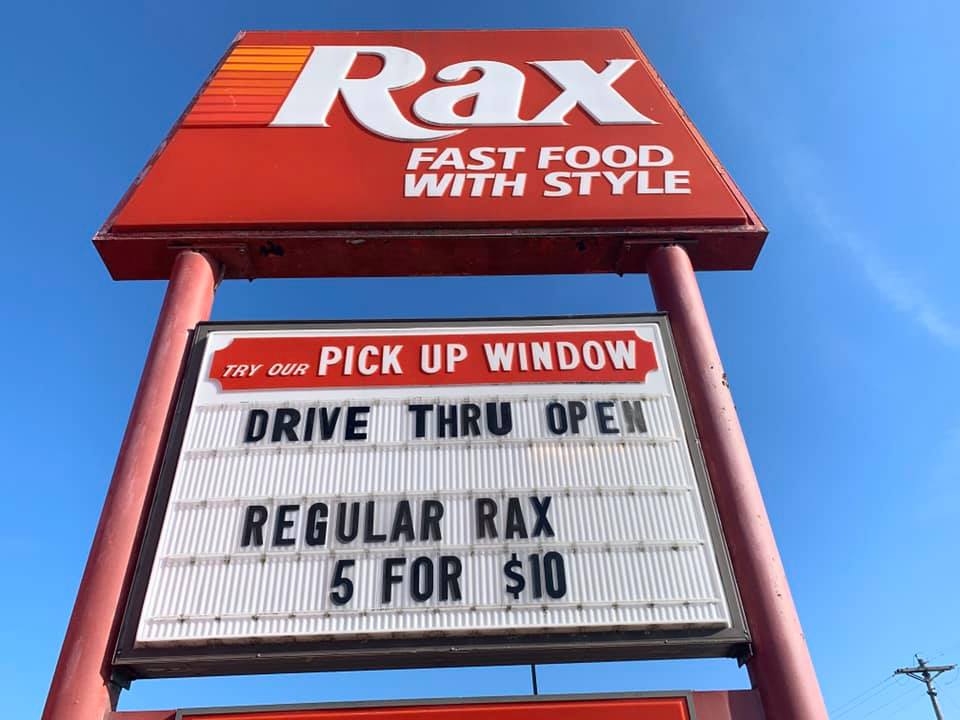 Rax
FAST FOOD
WITH STYLE
TRY OUR PICK UP WINDOW
DRIVE THRU OPEN
REGULAR RAX
5 FOR $10